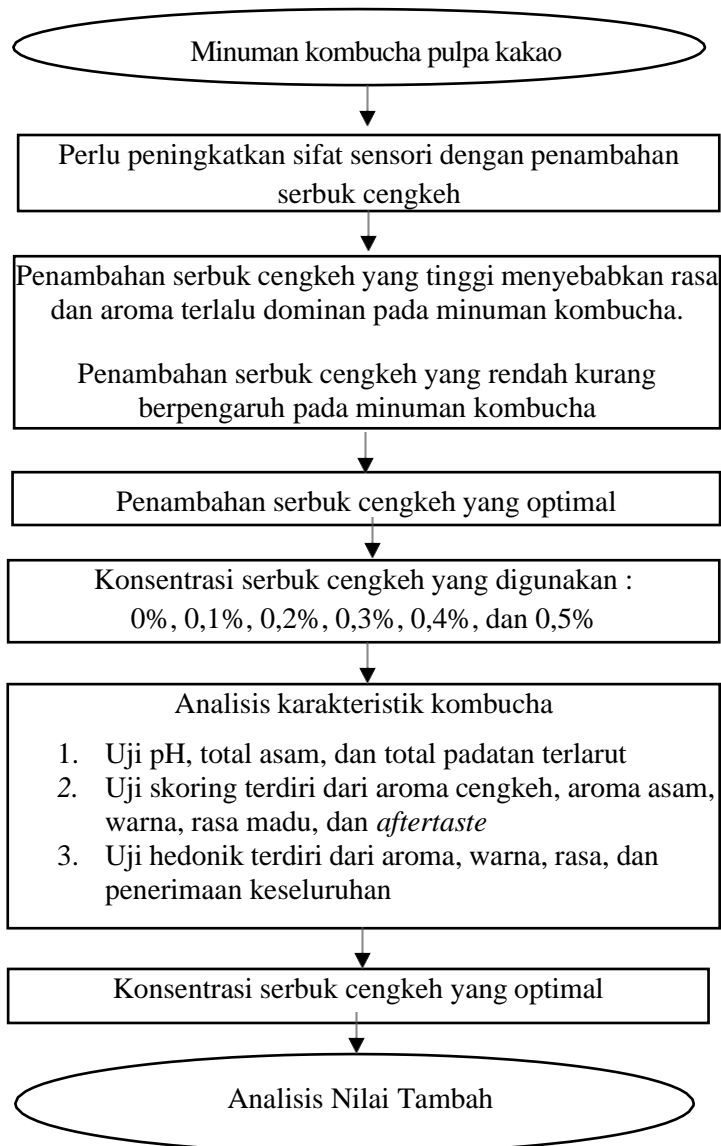 Minuman kombucha pulpa kakao
Perlu peningkatkan sifat sensori dengan penambahan
serbuk cengkeh
Penambahan serbuk cengkeh yang tinggi menyebabkan rasa
dan aroma terlalu dominan pada minuman kombucha.
Penambahan serbuk cengkeh yang rendah kurang
berpengaruh pada minuman kombucha
Penambahan serbuk cengkeh yang optimal
Konsentrasi serbuk cengkeh yang digunakan :
0%, 0,1%, 0,2%, 0,3%, 0,4%, dan 0,5%
Analisis karakteristik kombucha
1. Uji pH, total asam, dan total padatan terlarut
2. Uji skoring terdiri dari aroma cengkeh, aroma asam,
warna, rasa madu, dan aftertaste
3. Uji hedonik terdiri dari aroma, warna, rasa, dan
penerimaan keseluruhan
Konsentrasi serbuk cengkeh yang optimal
Analisis Nilai Tambah